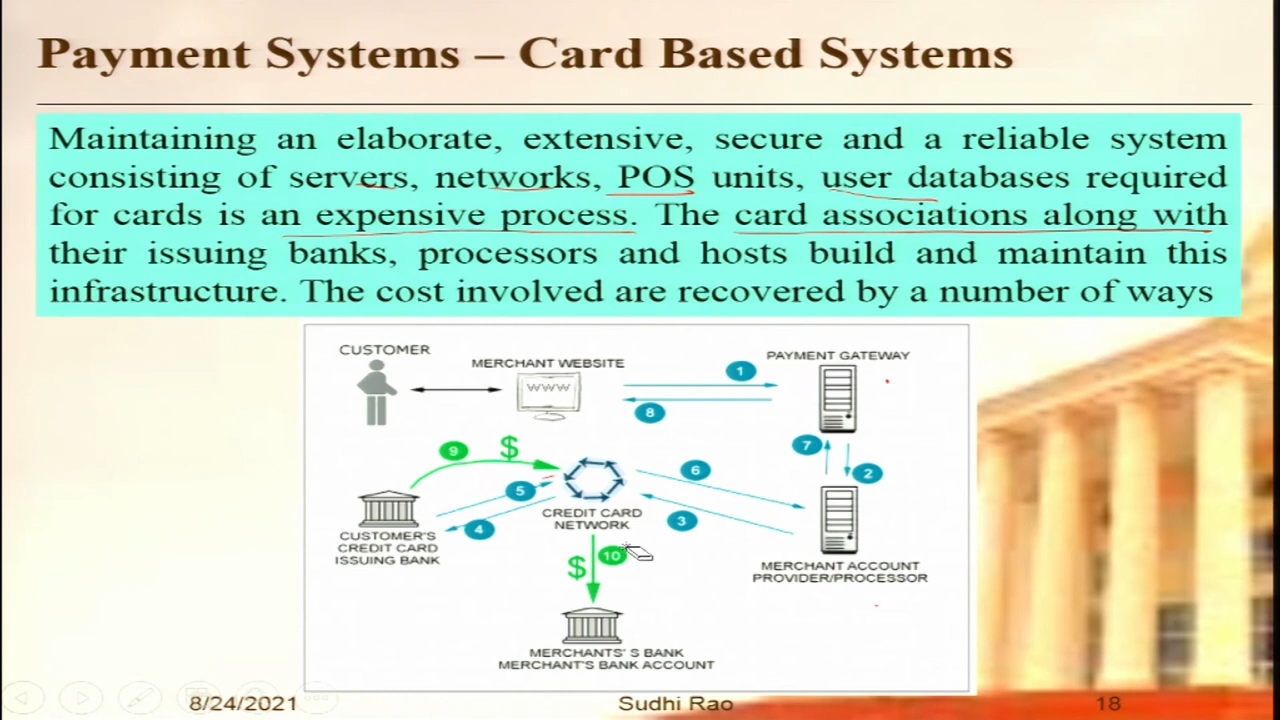 Payment Systems – Card Based Systems
Maintaining an elaborate, extensive, secure and a reliable system
consisting of servers, networks, POS units, user databases required
for cards is an expensive process. The card associations along with
their issuing banks, processors and hosts build and maintain this
infrastructure. The cost involved are recovered by a number of ways
CUSTOMER
MERCHANT WEBSITE
PAYMENT GATEWAY
WWW
1
8
9
$
7
2
6
5
4
3
CREDIT CARD
NETWORK
CUSTOMER'S
CREDIT CARD
ISSUING BANK
$
10
MERCHANT ACCOUNT
PROVIDER/PROCESSOR
MERCHANTS' S BANK
MERCHANT'S BANK ACCOUNT
8/24/2021
Sudhi Rao
18